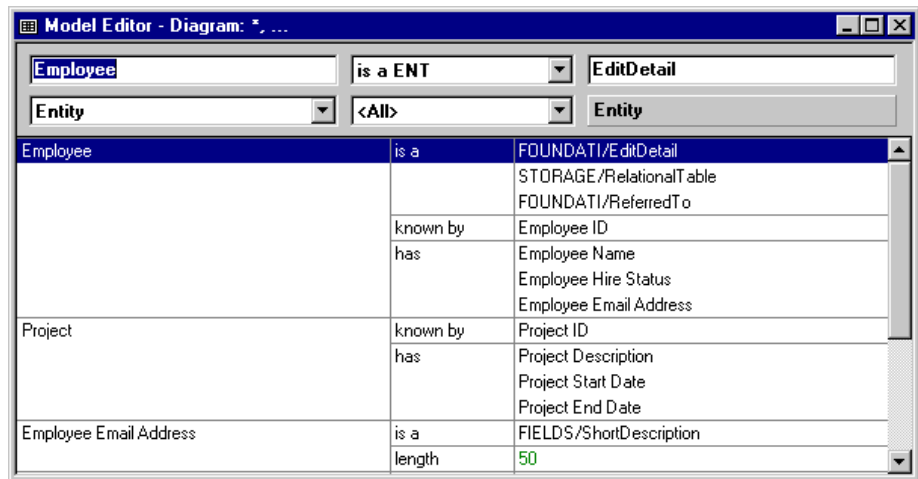 Model Editor - Diagram: *, ...
Employee is a ENT EditDetail
Entity <All> Entity
Employee is a FOUNDATI/EditDetail
STORAGE/RelationalTable
FOUNDATI/ReferredTo
known by Employee ID
has Employee Name
Employee Hire Status
Employee Email Address
Project known by Project ID
has Project Description
Project Start Date
Project End Date
Employee Email Address is a FIELDS/ShortDescription
length 50